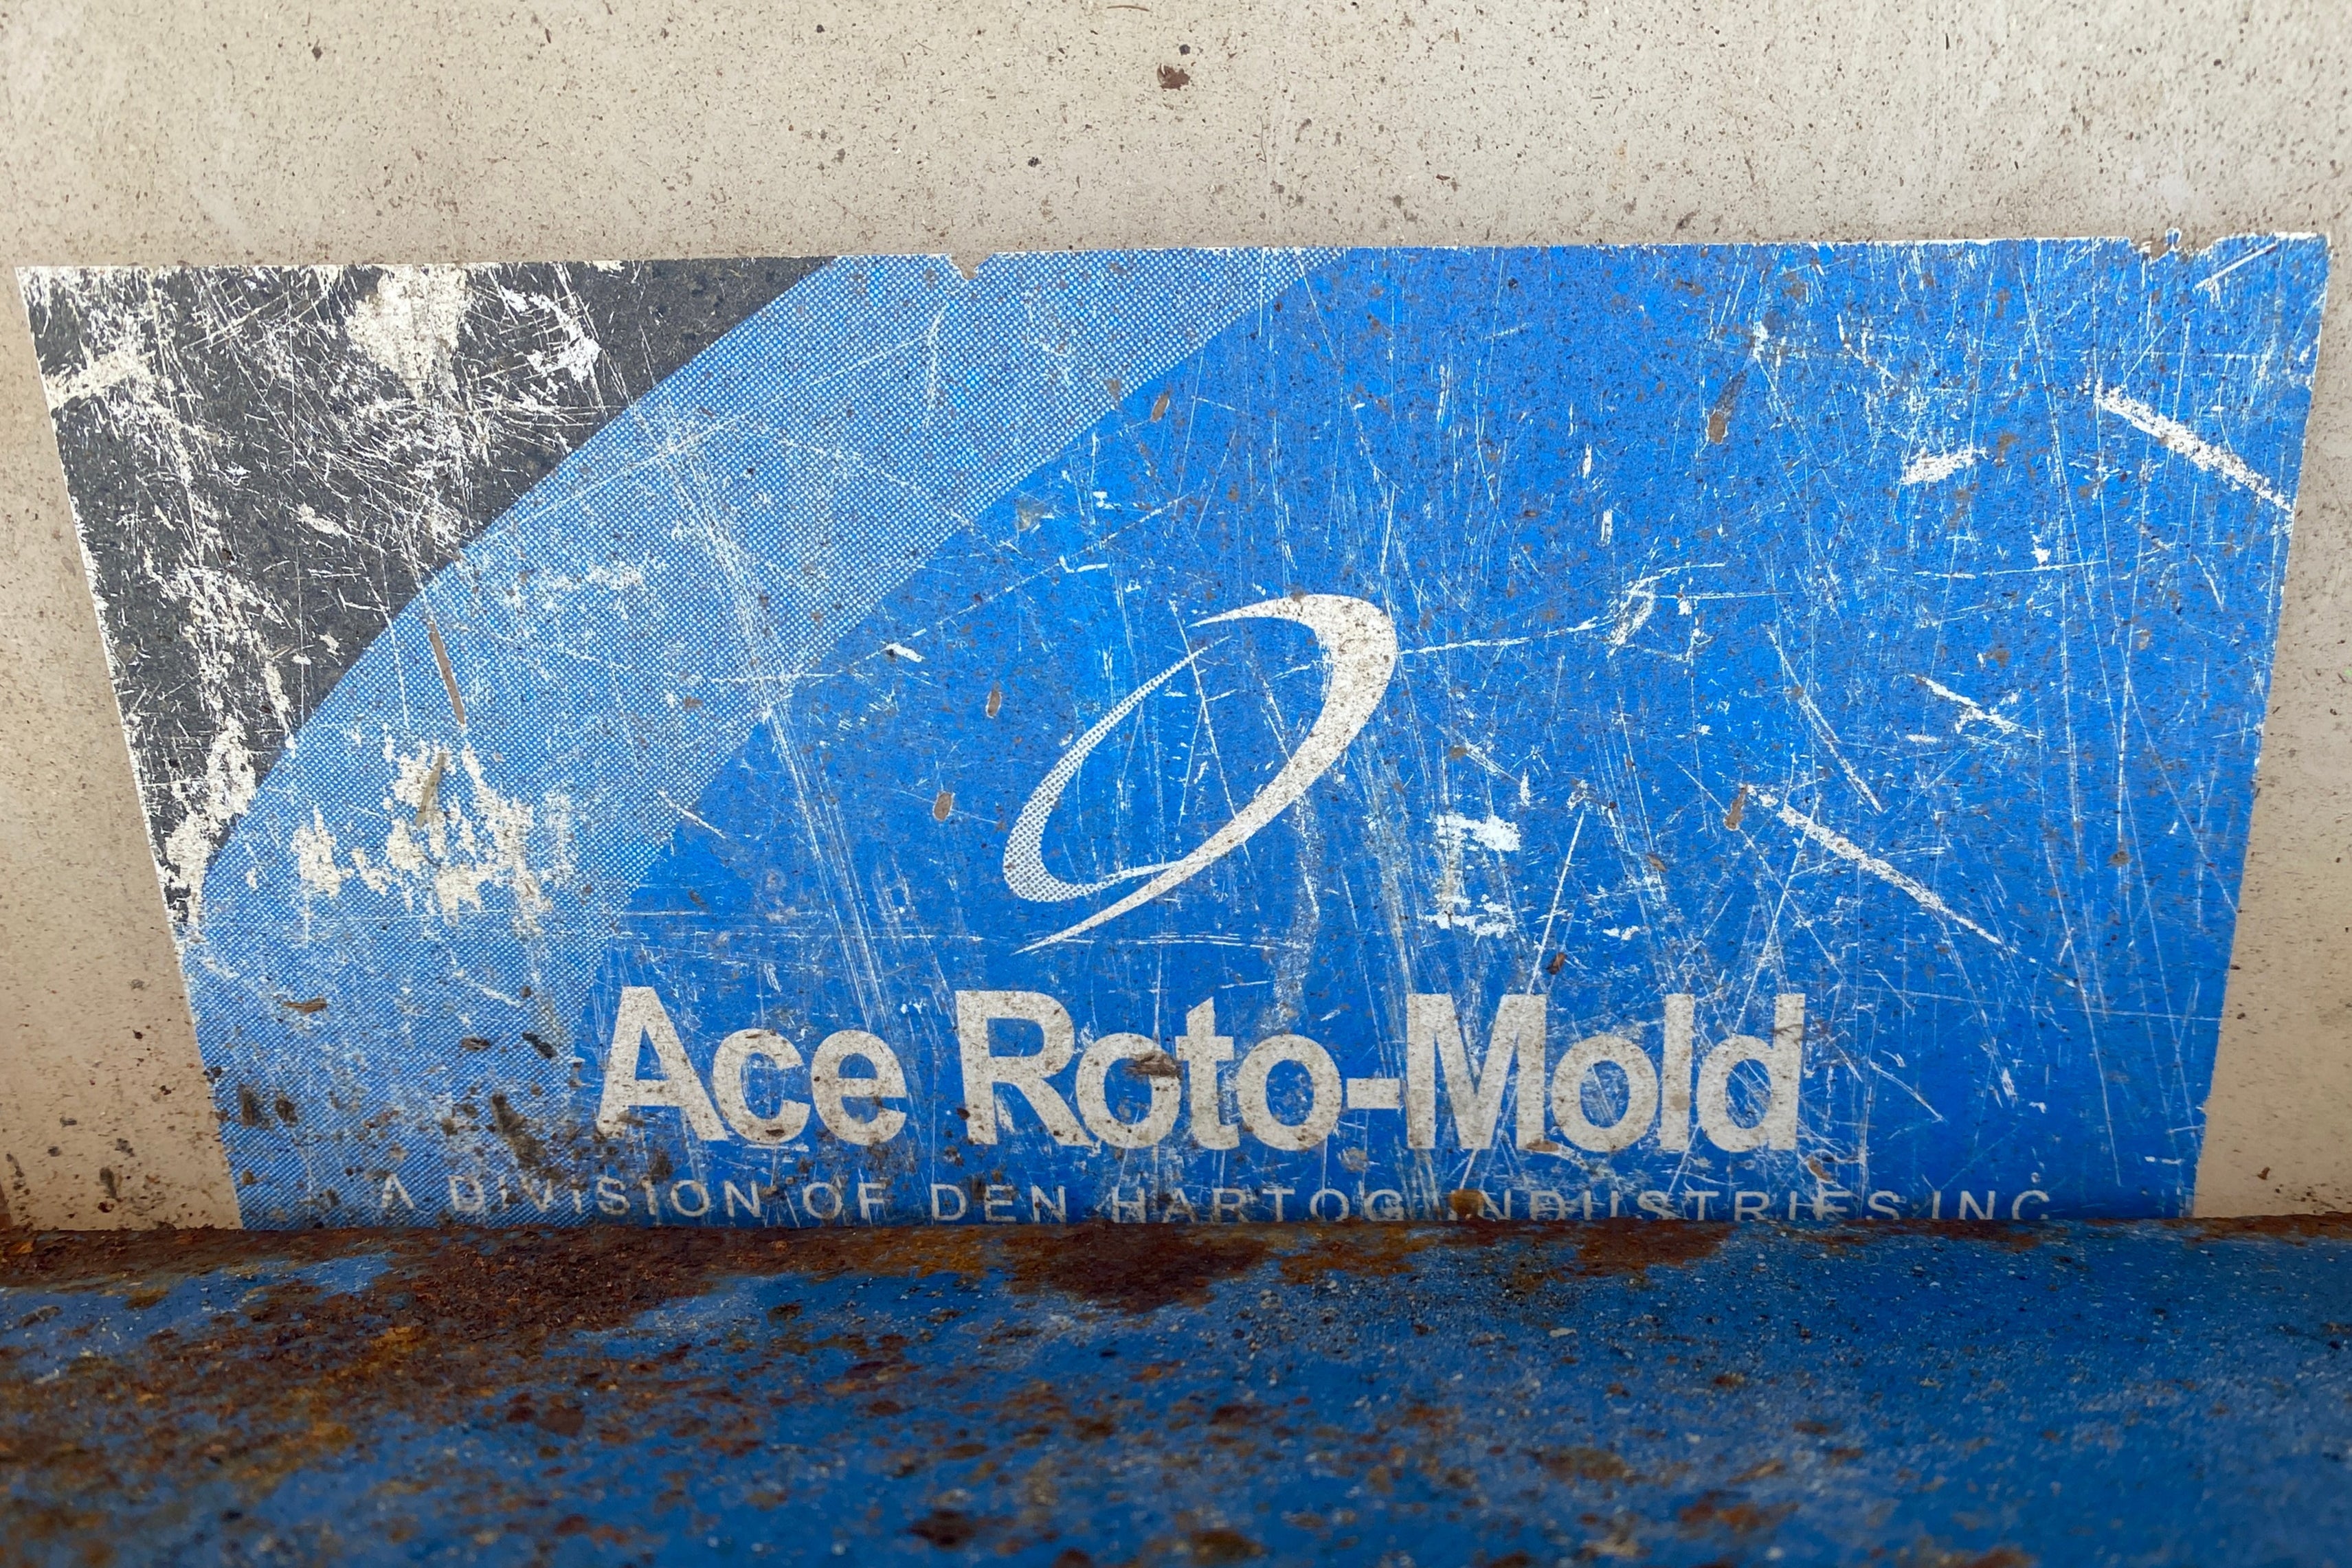 Ace Roto-Mold
A DIVISION OF DEN HARTOG INDUSTRIES INC